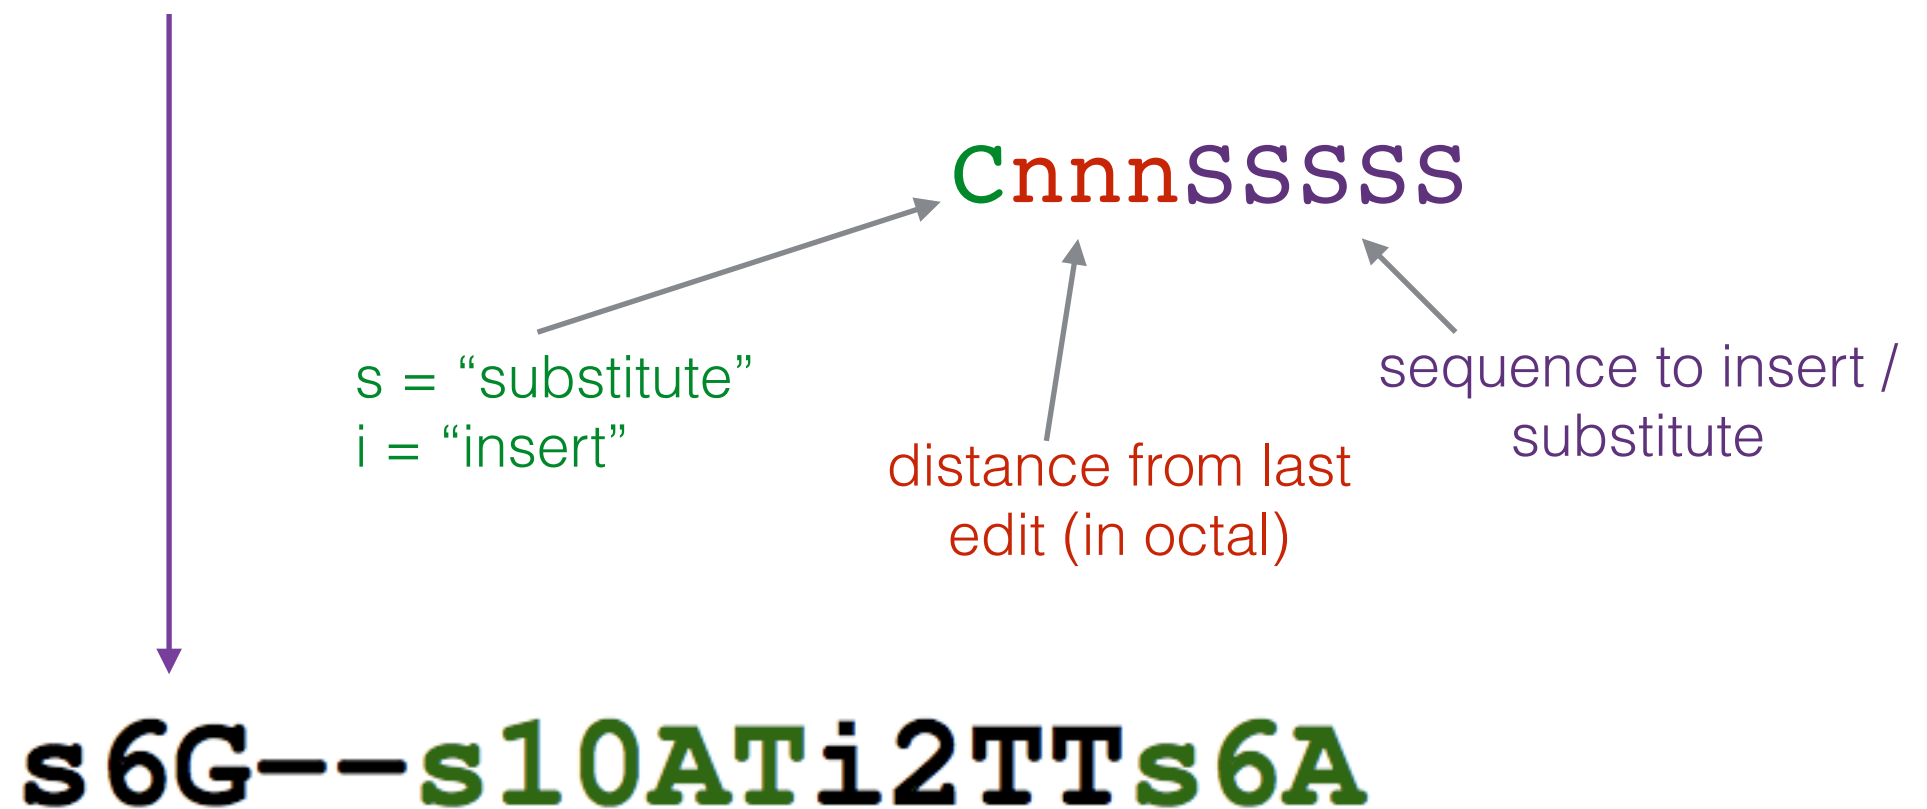 CnnnSSSSS
s = “substitute”
i = “insert”
distance from last
edit (in octal)
sequence to insert /
substitute
s6G--s10ATi2TTs6A